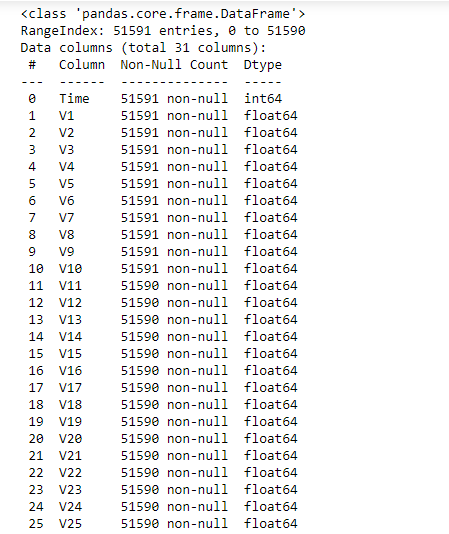 <class 'pandas.core.frame.DataFrame'>
RangeIndex: 51591 entries, 0 to 51590
Data columns (total 31 columns):
 #   Column  Non-Null Count  Dtype
---  ------  --------------  -----
 0   Time    51591 non-null  int64
 1   V1      51591 non-null  float64
 2   V2      51591 non-null  float64
 3   V3      51591 non-null  float64
 4   V4      51591 non-null  float64
 5   V5      51591 non-null  float64
 6   V6      51591 non-null  float64
 7   V7      51591 non-null  float64
 8   V8      51591 non-null  float64
 9   V9      51591 non-null  float64
 10  V10     51591 non-null  float64
 11  V11     51590 non-null  float64
 12  V12     51590 non-null  float64
 13  V13     51590 non-null  float64
 14  V14     51590 non-null  float64
 15  V15     51590 non-null  float64
 16  V16     51590 non-null  float64
 17  V17     51590 non-null  float64
 18  V18     51590 non-null  float64
 19  V19     51590 non-null  float64
 20  V20     51590 non-null  float64
 21  V21     51590 non-null  float64
 22  V22     51590 non-null  float64
 23  V23     51590 non-null  float64
 24  V24     51590 non-null  float64
 25  V25     51590 non-null  float64